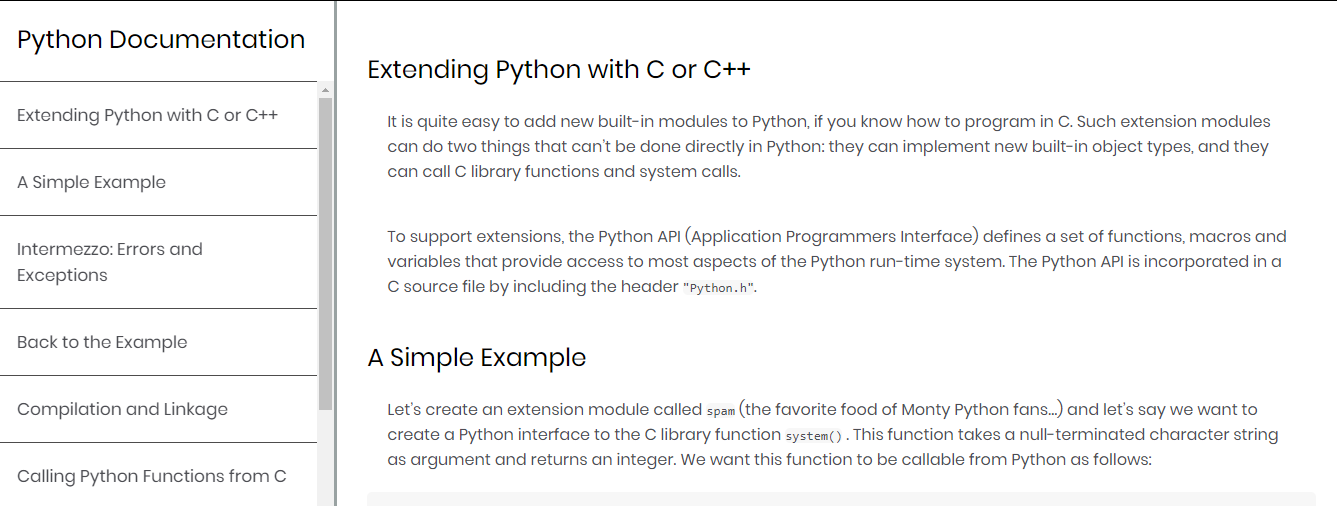 Python Documentation
Extending Python with C or C++
A Simple Example
Intermezzo: Errors and
Exceptions
Back to the Example
Compilation and Linkage
Calling Python Functions from C
Extending Python with C or C++
It is quite easy to add new built-in modules to Python, if you know how to program in C. Such extension modules
can do two things that can't be done directly in Python: they can implement new built-in object types, and they
can call C library functions and system calls.
To support extensions, the Python API (Application Programmers Interface) defines a set of functions, macros and
variables that provide access to most aspects of the Python run-time system. The Python API is incorporated in a
C source file by including the header "Python.h".
A Simple Example
Let's create an extension module called spam (the favorite food of Monty Python fans...) and let's say we want to
create a Python interface to the C library function system() . This function takes a null-terminated character string
as argument and returns an integer. We want this function to be callable from Python as follows: